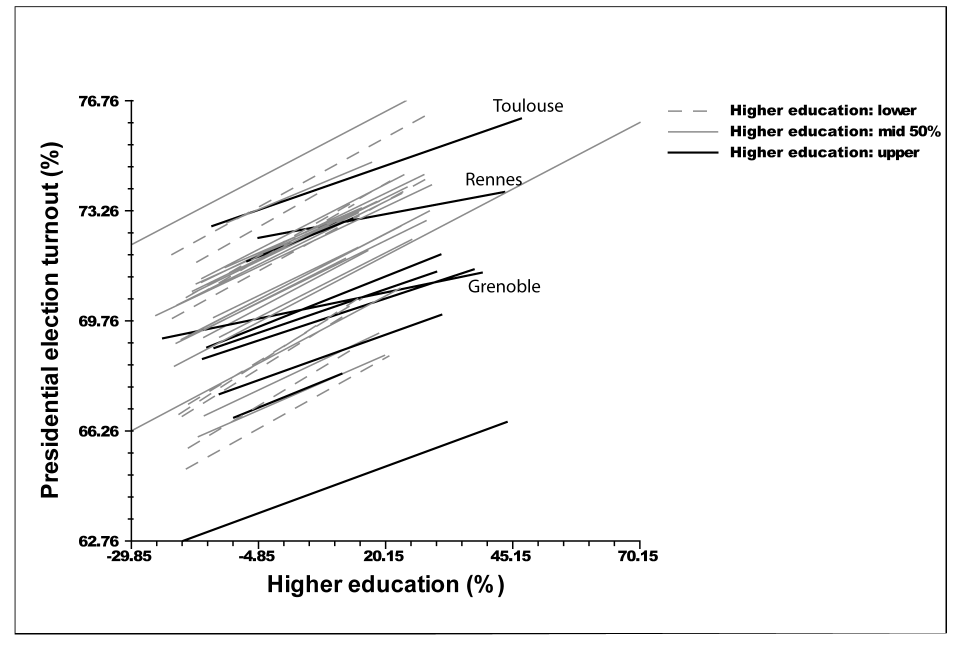 76.76
73.26
69.76
66.26
62.76
Presidential election turnout (%)
-29.85
-4.85
20.15
45.15
70.15
Higher education (%)
Toulouse
Rennes
Grenoble
Higher education: lower
Higher education: mid 50%
Higher education: upper